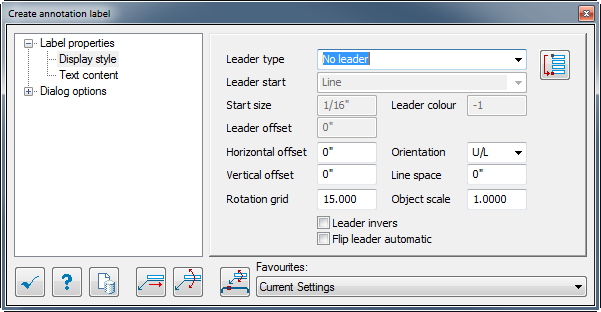 Create annotation label
Label properties
Display style
Text content
Dialog options
Leader type No leader
Leader start Line
Start size 1/16" Leader colour -1
Leader offset 0"
Horizontal offset 0" Orientation U/L
Vertical offset 0" Line space 0"
Rotation grid 15.000 Object scale 1.0000
Leader invers
Flip leader automatic
Favourites:
Current Settings